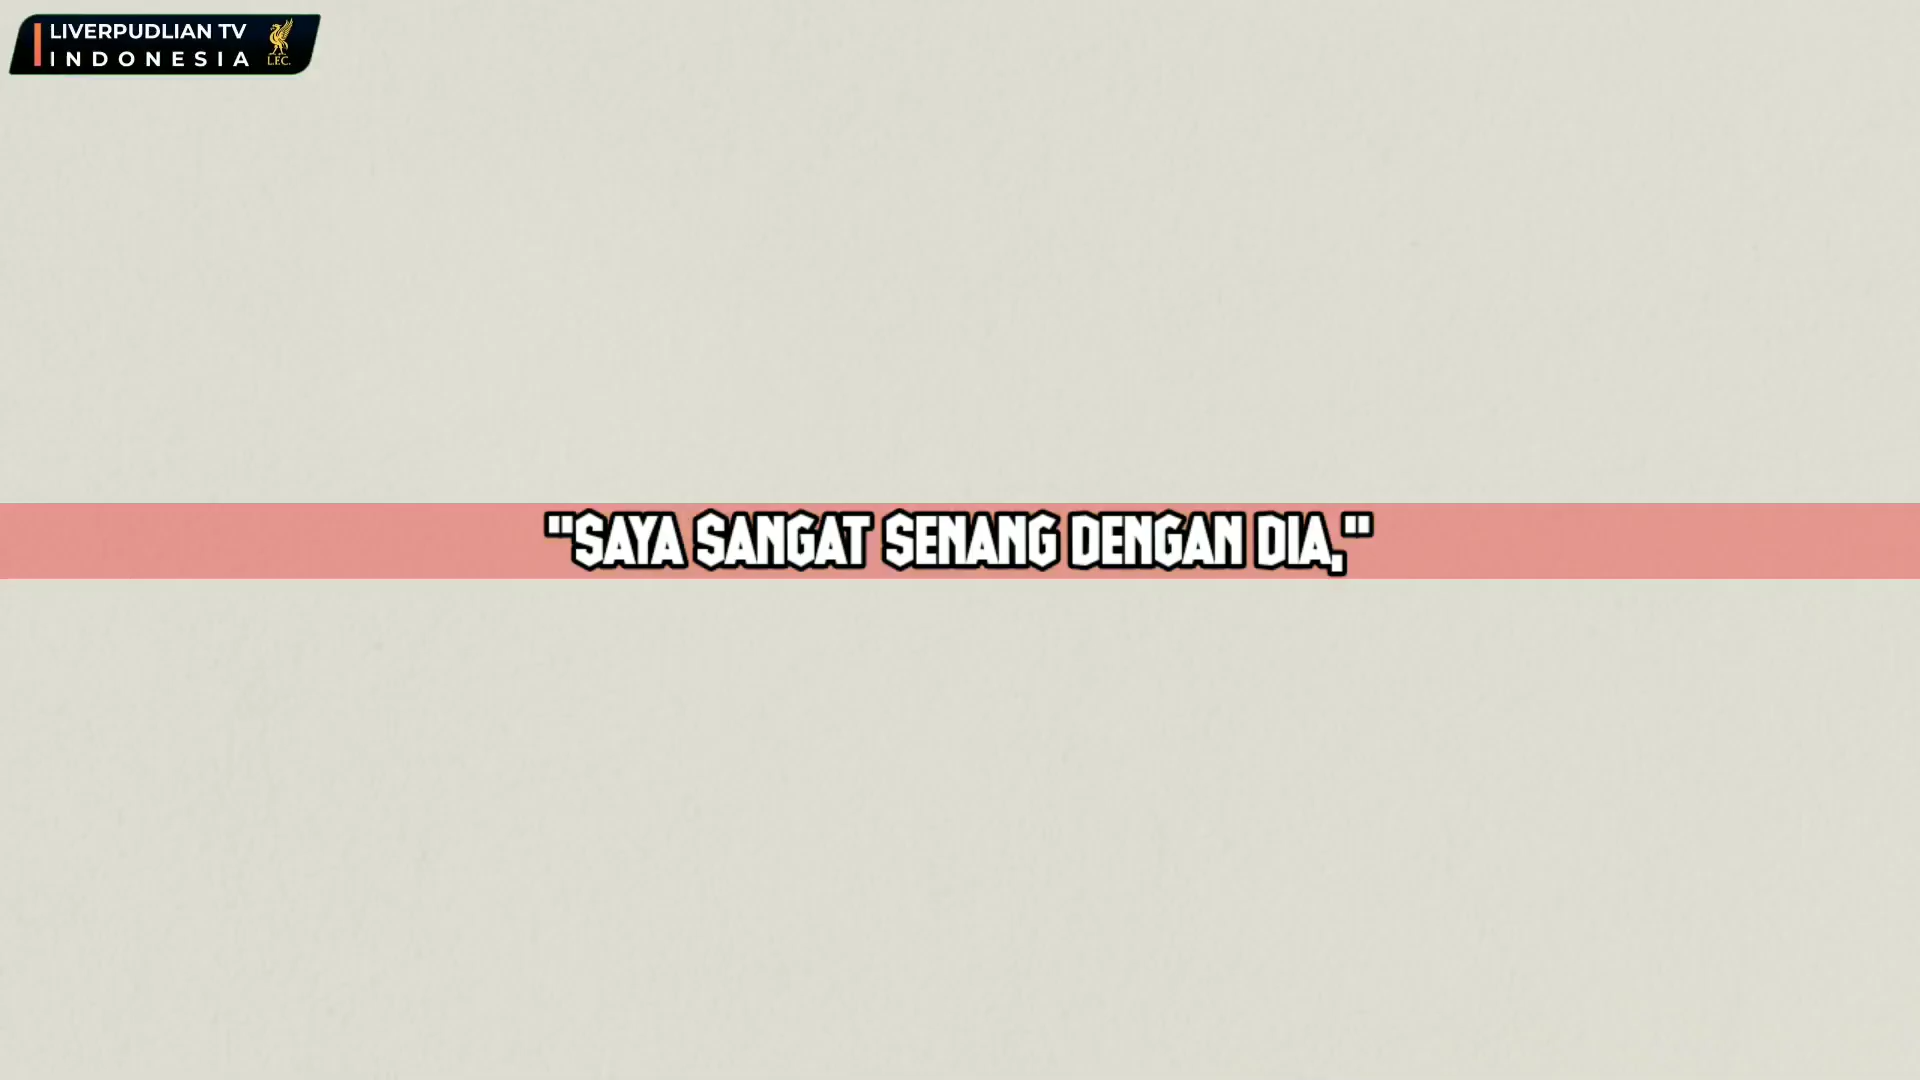 LIVERPUDLIAN TV
INDONESIA
L.F.C.
"SAYA SANGAT SENANG DENGAN DIA,"